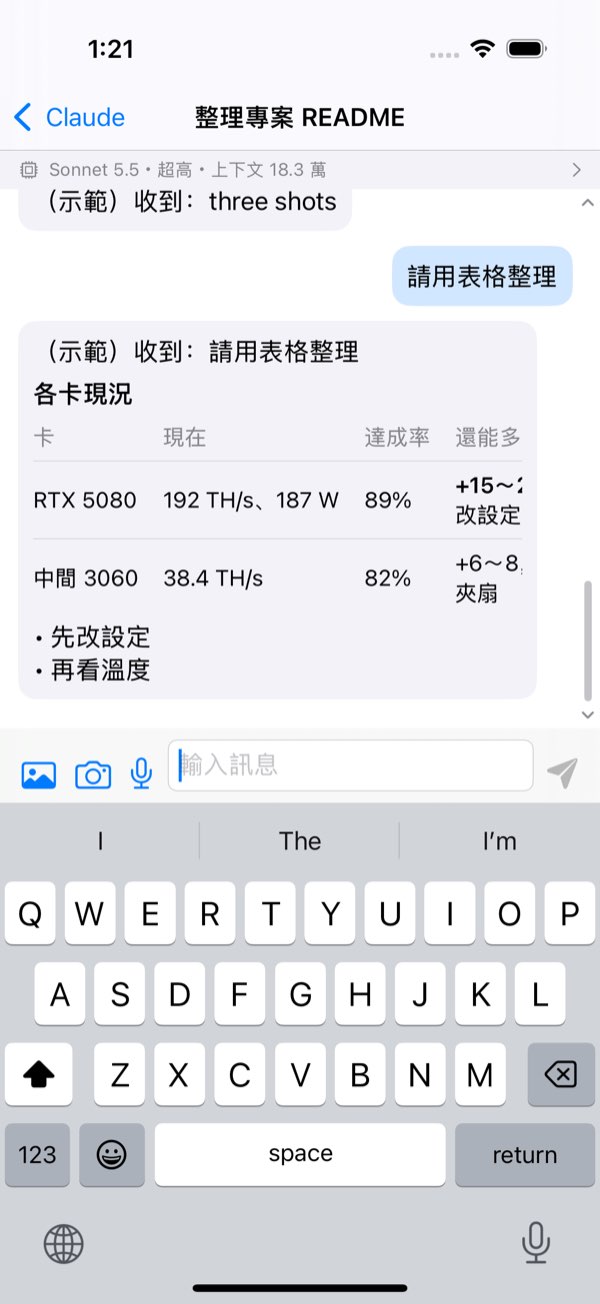 1:21
Claude
整理專案 README
Sonnet 5.5・超高・上下文 18.3 萬
（示範）收到：three shots
請用表格整理
（示範）收到：請用表格整理
各卡現況
卡 現在 達成率 還能多
RTX 5080 192 TH/s、187 W 89% +15～2
改設定
中間 3060 38.4 TH/s 82% +6～8
夾扇
・先改設定
・再看溫度
輸入訊息
I The I’m
Q W E R T Y U I O P
A S D F G H J K L
Z X C V B N M
123 space return